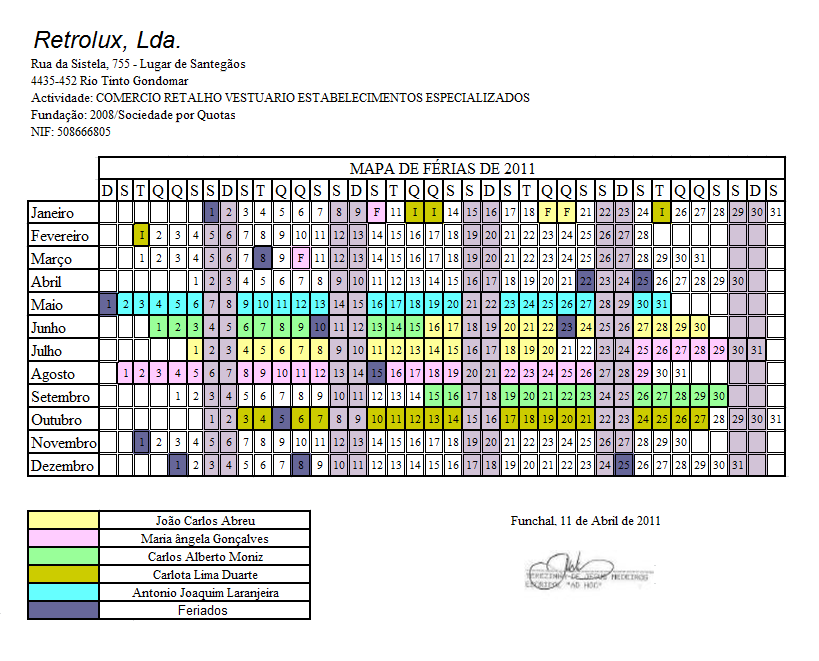 Retrolux, Lda.
Rua da Sistela, 755 - Lugar de Santegãos
4435-452 Rio Tinto Gondomar
Actividade: COMERCIO RETALHO VESTUARIO ESTABELECIMENTOS ESPECIALIZADOS
Fundação: 2008/Sociedade por Quotas
NIF: 508666805
MAPA DE FÉRIAS DE 2011
D S T Q Q S S D S T Q Q S S D S T Q Q S S D S T Q Q S S D S T Q Q S S D S
Janeiro 1 2 3 4 5 6 7 8 9 F 11 I I 14 15 16 17 18 F F 21 22 23 24 I 26 27 28 29 30 31
Fevereiro I 2 3 4 5 6 7 8 9 10 11 12 13 14 15 16 17 18 19 20 21 22 23 24 25 26 27 28
Março 1 2 3 4 5 6 7 8 9 F 11 12 13 14 15 16 17 18 19 20 21 22 23 24 25 26 27 28 29 30 31
Abril 1 2 3 4 5 6 7 8 9 10 11 12 13 14 15 16 17 18 19 20 21 22 23 24 25 26 27 28 29 30
Maio 1 2 3 4 5 6 7 8 9 10 11 12 13 14 15 16 17 18 19 20 21 22 23 24 25 26 27 28 29 30 31
Junho 1 2 3 4 5 6 7 8 9 10 11 12 13 14 15 16 17 18 19 20 21 22 23 24 25 26 27 28 29 30
Julho 1 2 3 4 5 6 7 8 9 10 11 12 13 14 15 16 17 18 19 20 21 22 23 24 25 26 27 28 29 30 31
Agosto 1 2 3 4 5 6 7 8 9 10 11 12 13 14 15 16 17 18 19 20 21 22 23 24 25 26 27 28 29 30 31
Setembro 1 2 3 4 5 6 7 8 9 10 11 12 13 14 15 16 17 18 19 20 21 22 23 24 25 26 27 28 29 30
Outubro 1 2 3 4 5 6 7 8 9 10 11 12 13 14 15 16 17 18 19 20 21 22 23 24 25 26 27 28 29 30 31
Novembro 1 2 3 4 5 6 7 8 9 10 11 12 13 14 15 16 17 18 19 20 21 22 23 24 25 26 27 28 29 30
Dezembro 1 2 3 4 5 6 7 8 9 10 11 12 13 14 15 16 17 18 19 20 21 22 23 24 25 26 27 28 29 30 31
João Carlos Abreu
Maria ângela Gonçalves
Carlos Alberto Moniz
Carlota Lima Duarte
Antonio Joaquim Laranjeira
Feriados
Funchal, 11 de Abril de 2011
TEREZINHA DE JESUS MEDEIROS
"AD HOC"